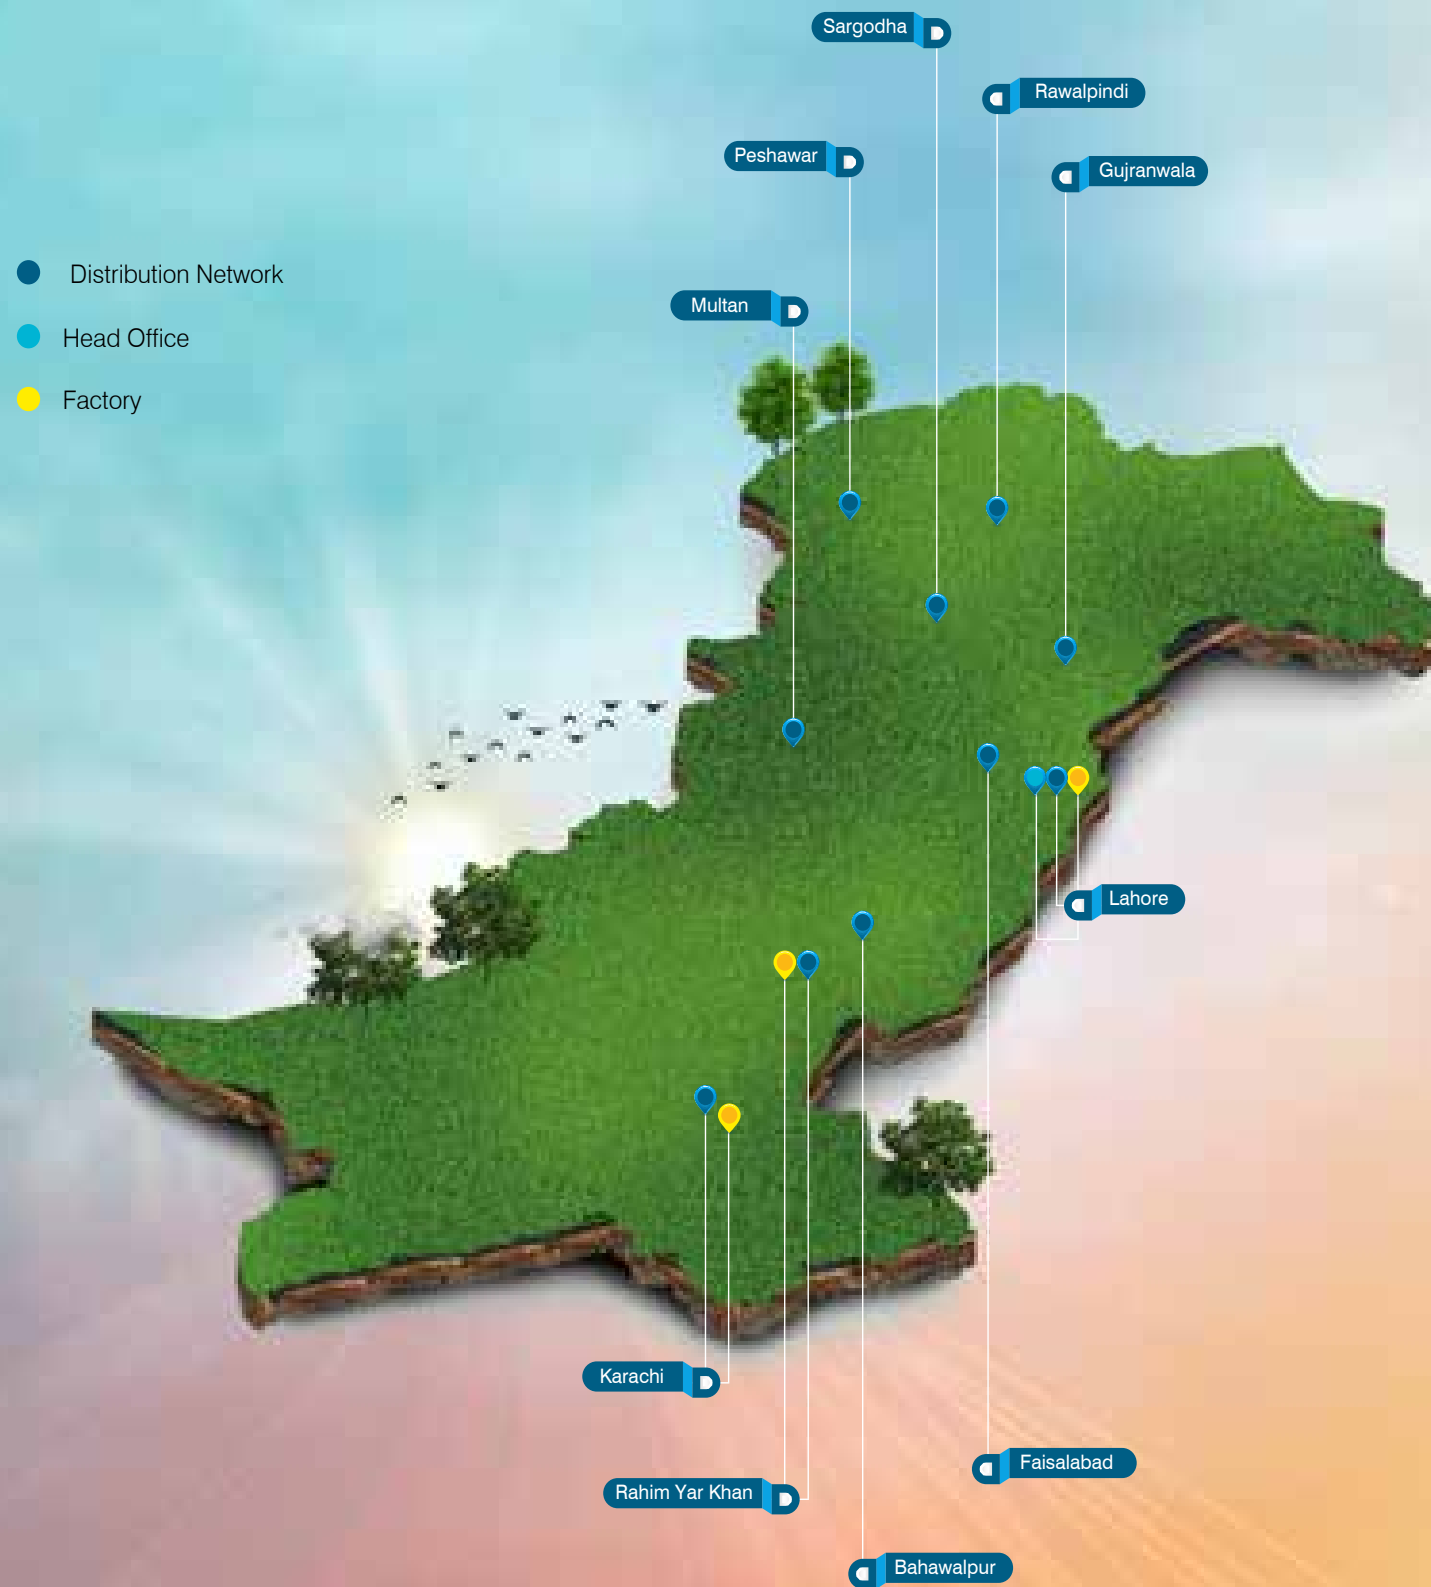 Sargodha
Rawalpindi
Peshawar
Gujranwala
Distribution Network
Multan
Head Office
Factory
Lahore
Karachi
Faisalabad
Rahim Yar Khan
Bahawalpur